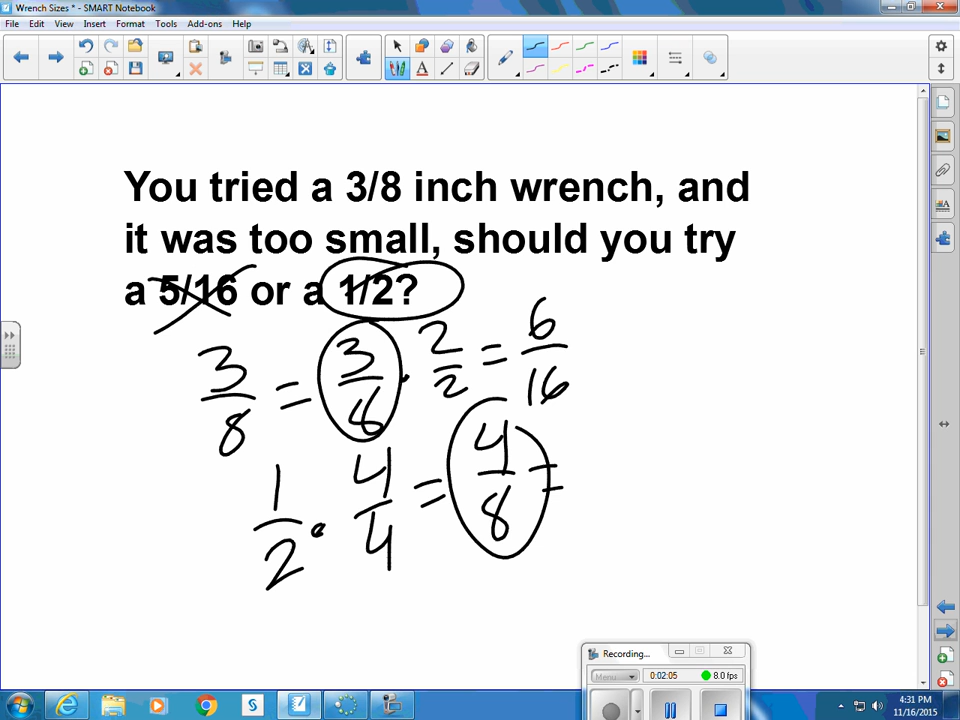 Wrench Sizes * - SMART Notebook
File Edit View Insert Format Tools Add-ons Help
You tried a 3/8 inch wrench, and
it was too small, should you try
a 5/16 or a 1/2?
3/8 = 3/8 · 2/2 = 6/16
1/2 · 4/4 = 4/8 =
Recording...
Menu 0:02:05 8.0 fps
4:31 PM
11/16/2015